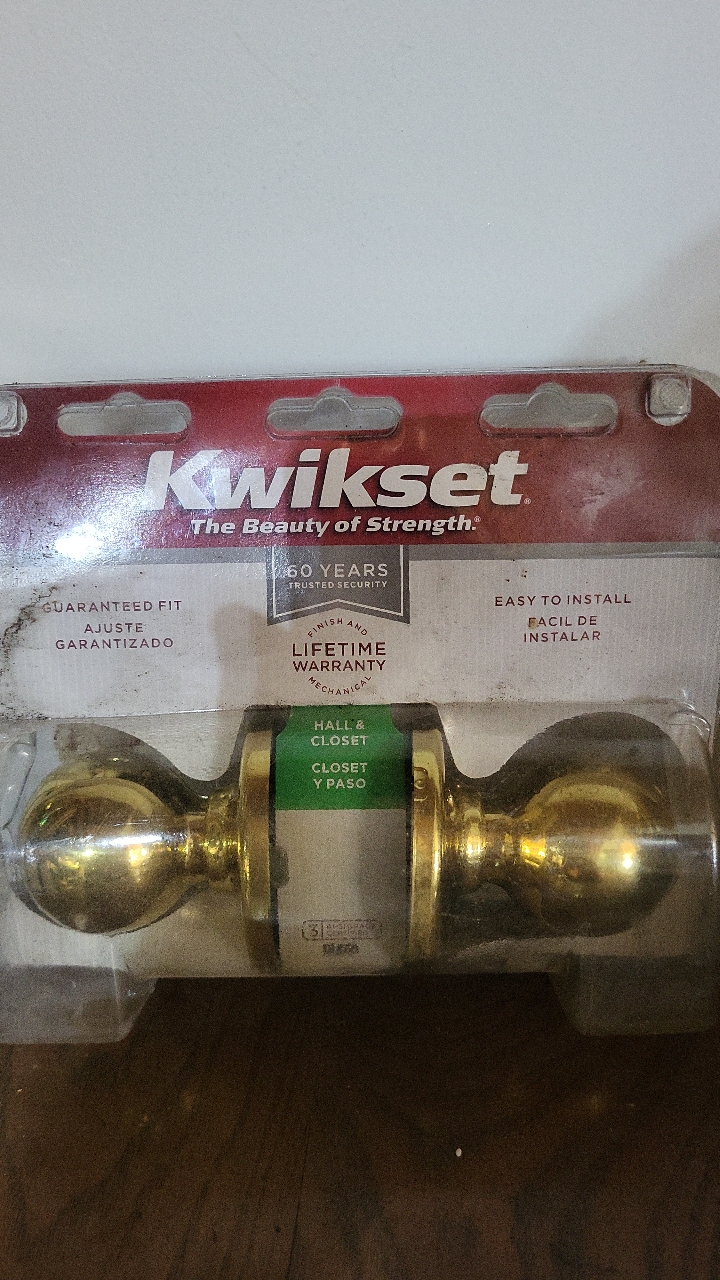 Kwikset®
The Beauty of Strength.®
60 YEARS
TRUSTED SECURITY
GUARANTEED FIT
AJUSTE
GARANTIZADO
EASY TO INSTALL
FACIL DE
INSTALAR
FINISH AND
LIFETIME
WARRANTY
MECHANICAL
HALL &
CLOSET
CLOSET
Y PASO
3